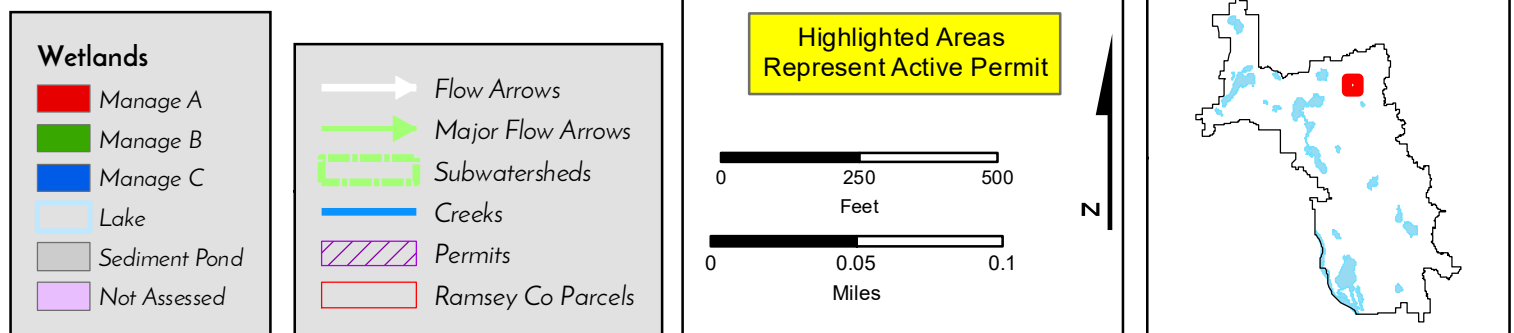 Wetlands
Manage A
Manage B
Manage C
Lake
Sediment Pond
Not Assessed
Flow Arrows
Major Flow Arrows
Subwatersheds
Creeks
Permits
Ramsey Co Parcels
Highlighted Areas
Represent Active Permit
0 250 500
Feet
0 0.05 0.1
Miles
N